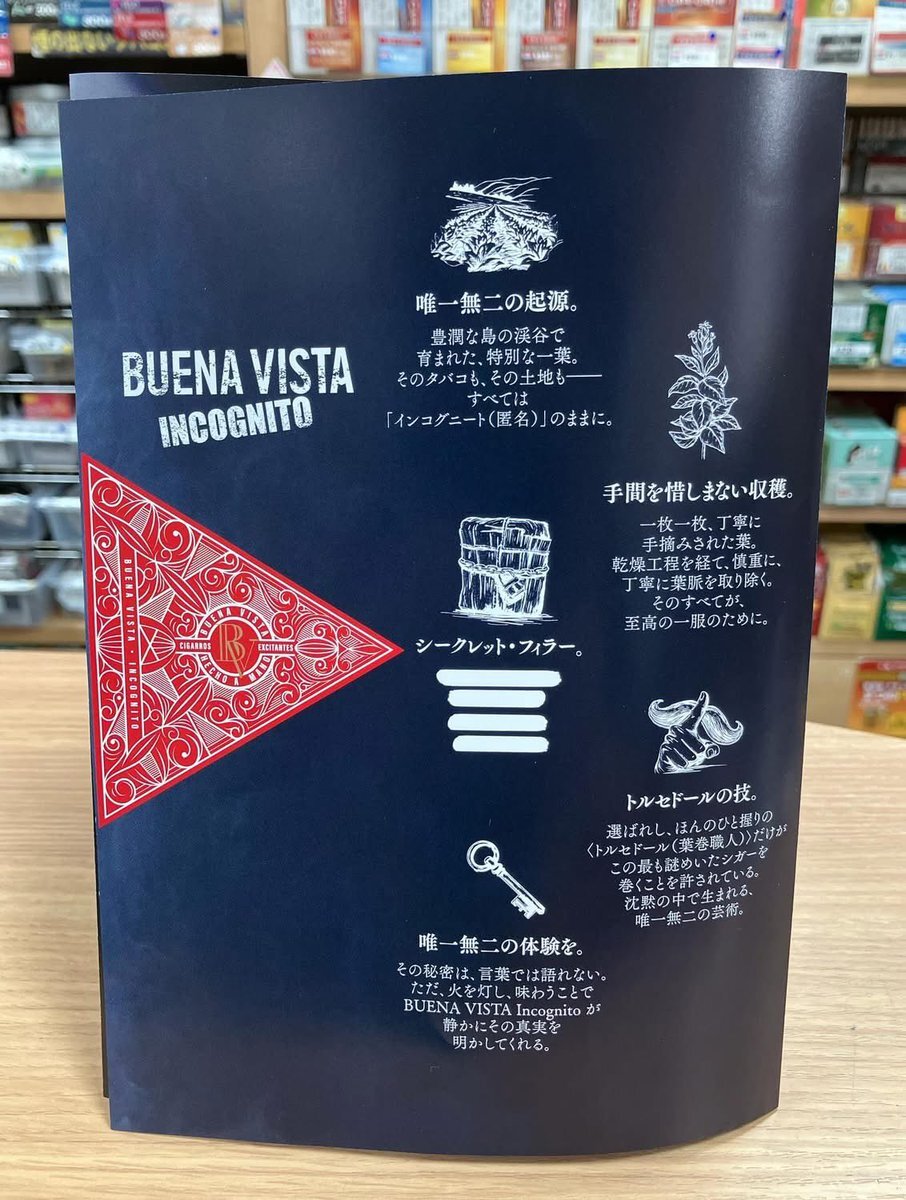 BUENA VISTA
INCOGNITO
BUENA VISTA • INCOGNITO
BUENA VISTA
CIGARROS
EXCITANTES
HECHO A MANO
唯一無二の起源。
豊潤な島の渓谷で
育まれた、特別な一葉。
そのタバコも、その土地も──
すべては
「インコグニート(匿名)」のままに。
手間を惜しまない収穫。
一枚一枚、丁寧に
手摘みされた葉。
乾燥工程を経て、慎重に、
丁寧に葉脈を取り除く。
そのすべてが、
至高の一服のために。
シークレット・フィラー。
トルセドールの技。
選ばれし、ほんのひと握りの
〈トルセドール(葉巻職人)〉だけが
この最も謎めいたシガーを
巻くことを許されている。
沈黙の中で生まれる、
唯一無二の芸術。
唯一無二の体験を。
その秘密は、言葉では語れない。
ただ、火を灯し、味わうことで
BUENA VISTA Incognito が
静かにその真実を
明かしてくれる。